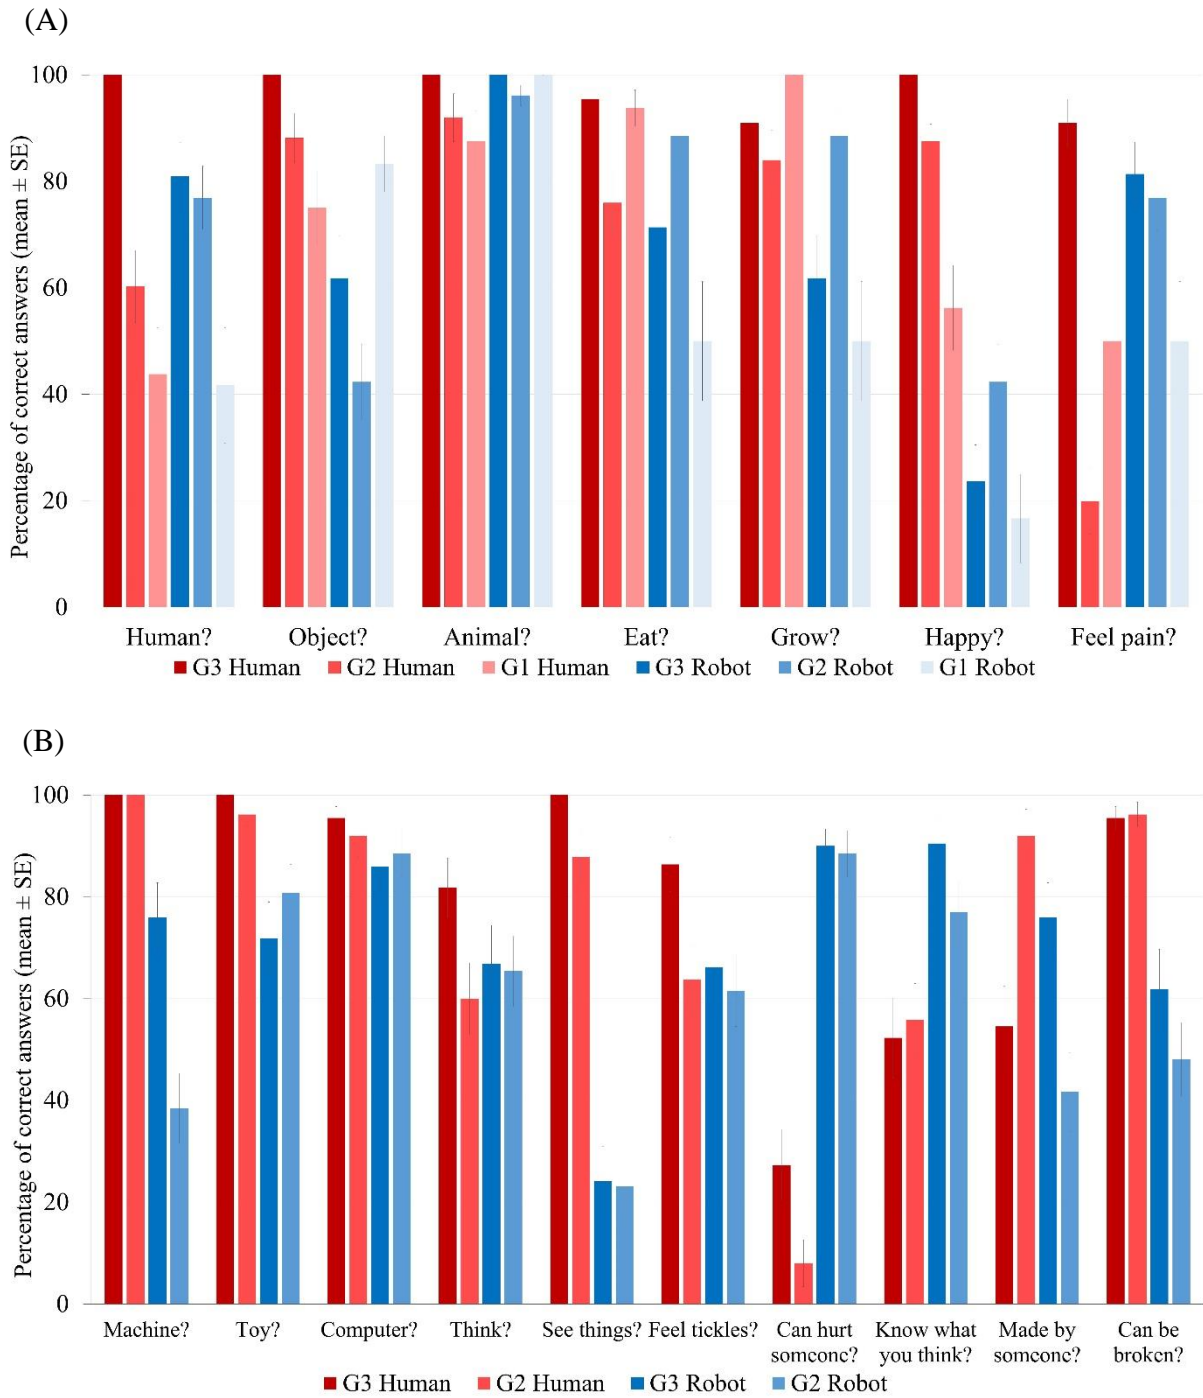 (A)
Percentage of correct answers (mean ± SE)
100
80
60
40
20
0
Human? Object? Animal? Eat? Grow? Happy? Feel pain?
G3 Human G2 Human G1 Human G3 Robot G2 Robot G1 Robot
(B)
Percentage of correct answers (mean ± SE)
100
80
60
40
20
0
Machine? Toy? Computer? Think? See things? Feel tickles? Can hurt someone? Know what you think? Made by someone? Can be broken?
G3 Human G2 Human G3 Robot G2 Robot